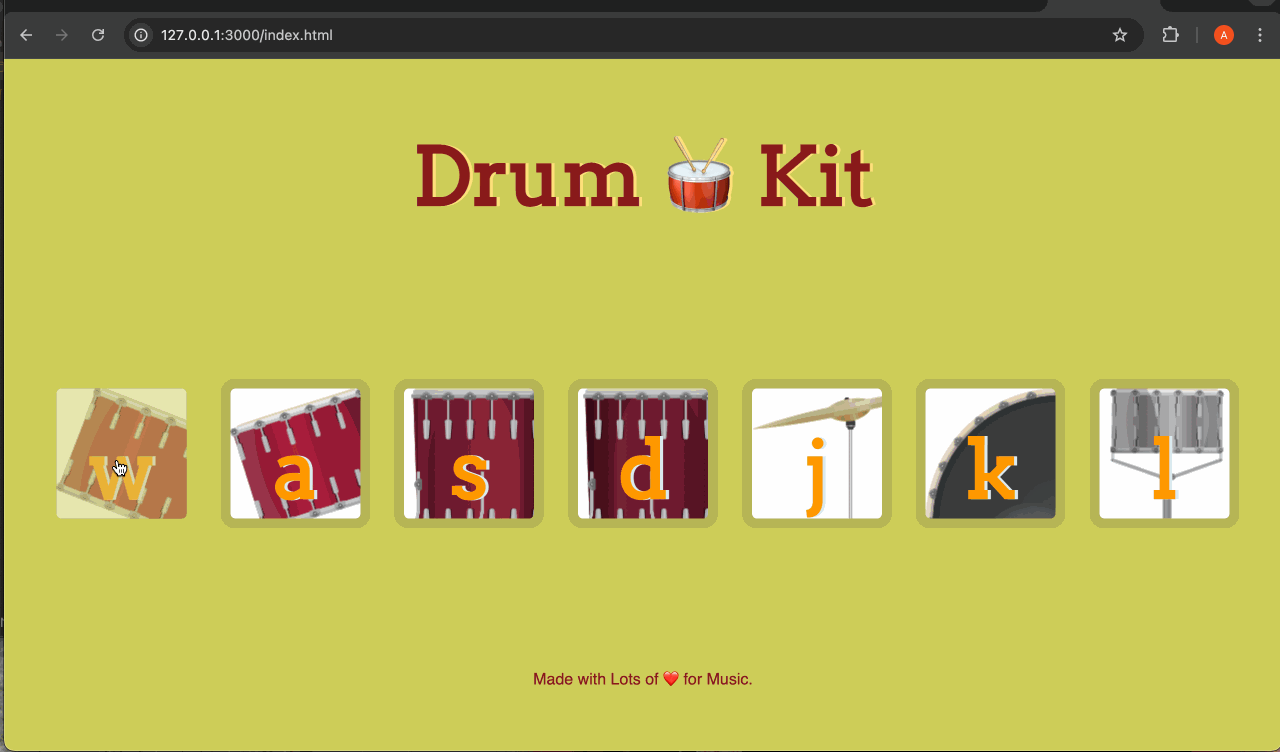 127.0.0.1:3000/index.html
A
Drum 🥁 Kit
w a s d j k l
Made with Lots of ❤️ for Music.